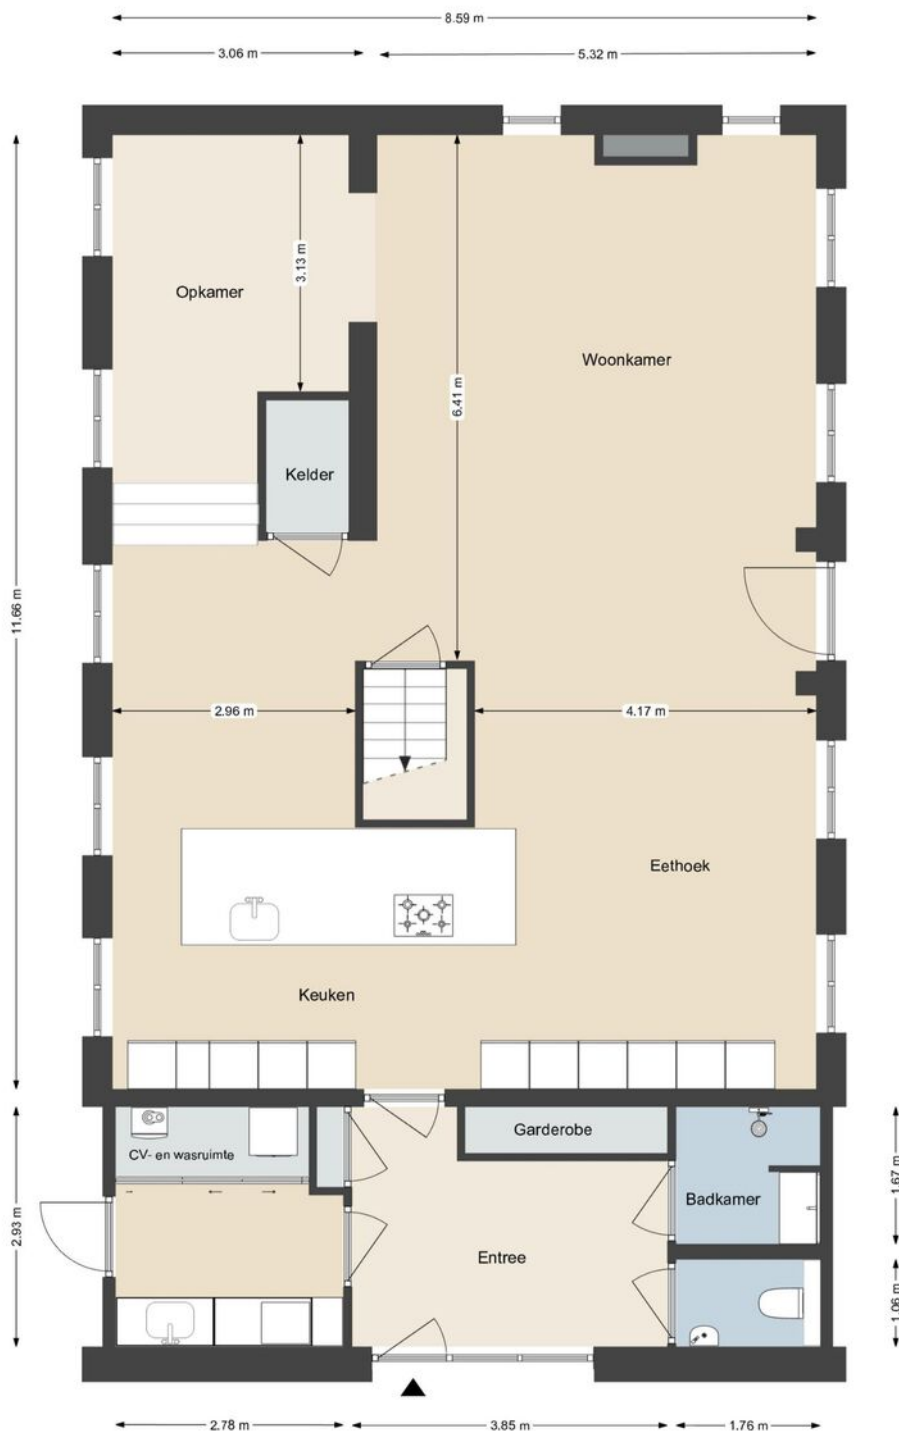 8.59 m
3.06 m
5.32 m
3.13 m
Opkamer
Woonkamer
6.41 m
Kelder
11.66 m
2.96 m
4.17 m
Eethoek
Keuken
Garderobe
CV- en wasruimte
1.67 m
Badkamer
2.93 m
Entree
1.06 m
2.78 m
3.85 m
1.76 m